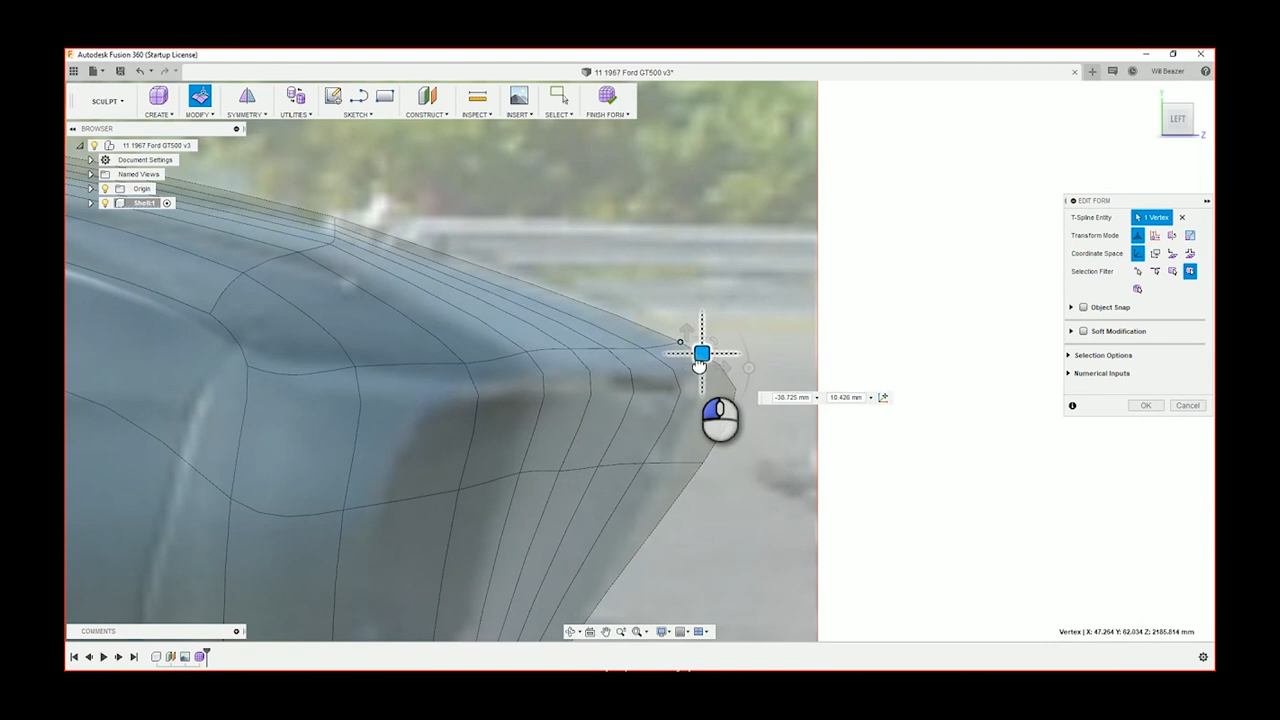 Autodesk Fusion 360 (Startup License)
11 1967 Ford GT500 v3*
Will Beazer
SCULPT
CREATE
MODIFY
SYMMETRY
UTILITIES
SKETCH
CONSTRUCT
INSPECT
INSERT
SELECT
FINISH FORM
BROWSER
11 1967 Ford GT500 v3
Document Settings
Named Views
Origin
Shell:1
Y
LEFT
Z
EDIT FORM
T-Spline Entity
1 Vertex
Transform Mode
Coordinate Space
Selection Filter
Object Snap
Soft Modification
Selection Options
Numerical Inputs
OK
Cancel
-38.725 mm
10.426 mm
COMMENTS
Vertex | X: 47.264 Y: 62.034 Z: 2185.814 mm